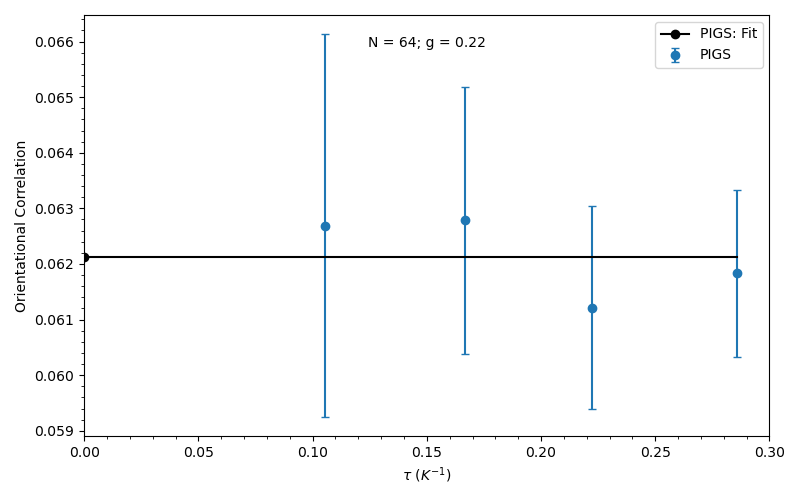 N = 64; g = 0.22
PIGS: Fit
PIGS
Orientational Correlation
0.066
0.065
0.064
0.063
0.062
0.061
0.060
0.059
0.00 0.05 0.10 0.15 0.20 0.25 0.30
τ (K⁻¹)